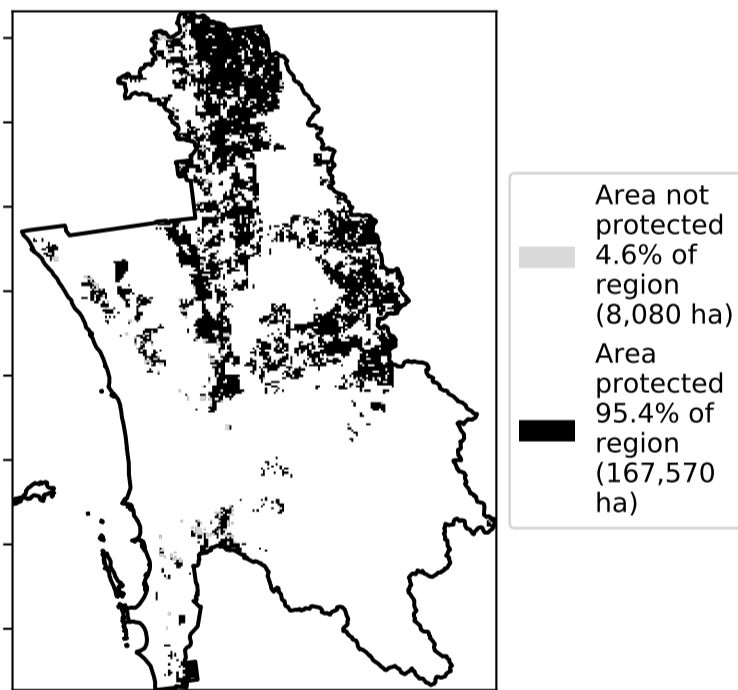 Area not
protected
4.6% of
region
(8,080 ha)
Area
protected
95.4% of
region
(167,570
ha)